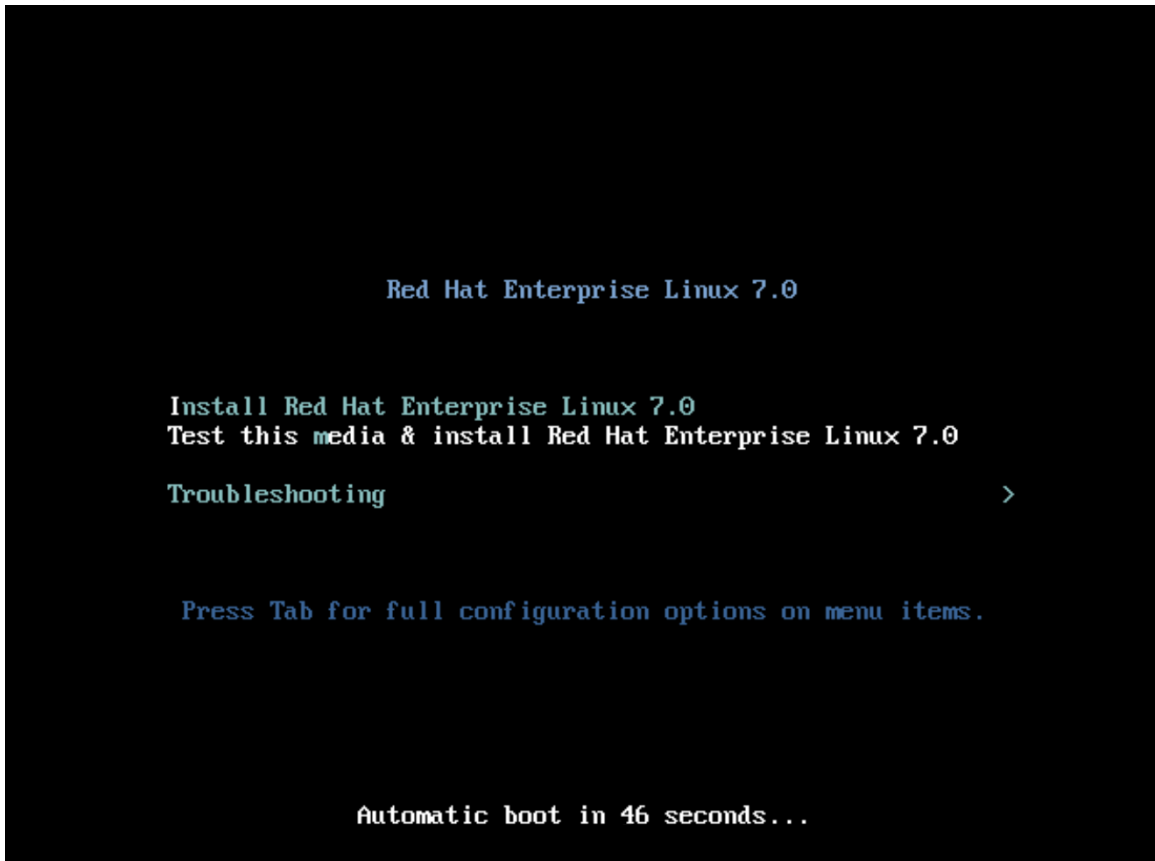 Red Hat Enterprise Linux 7.0
Install Red Hat Enterprise Linux 7.0
Test this media & install Red Hat Enterprise Linux 7.0
Troubleshooting >
Press Tab for full configuration options on menu items.
Automatic boot in 46 seconds...